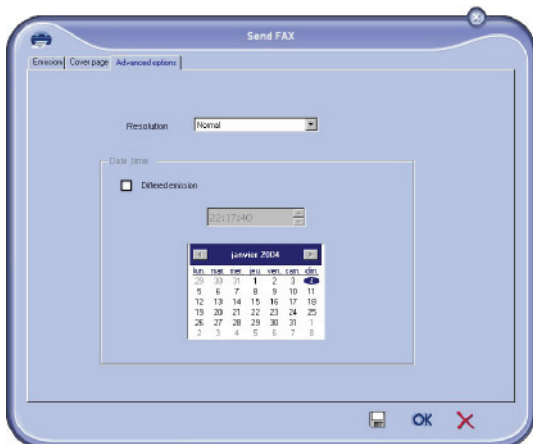 Send FAX
Emission Cover page Advanced options
Resolution Normal
Date /time
Differed emission
22:17:40
janvier 2004
lun. mar. mer. jeu. ven. sam. dim.
29 30 31 1 2 3 4
5 6 7 8 9 10 11
12 13 14 15 16 17 18
19 20 21 22 23 24 25
26 27 28 29 30 31 1
2 3 4 5 6 7 8
OK